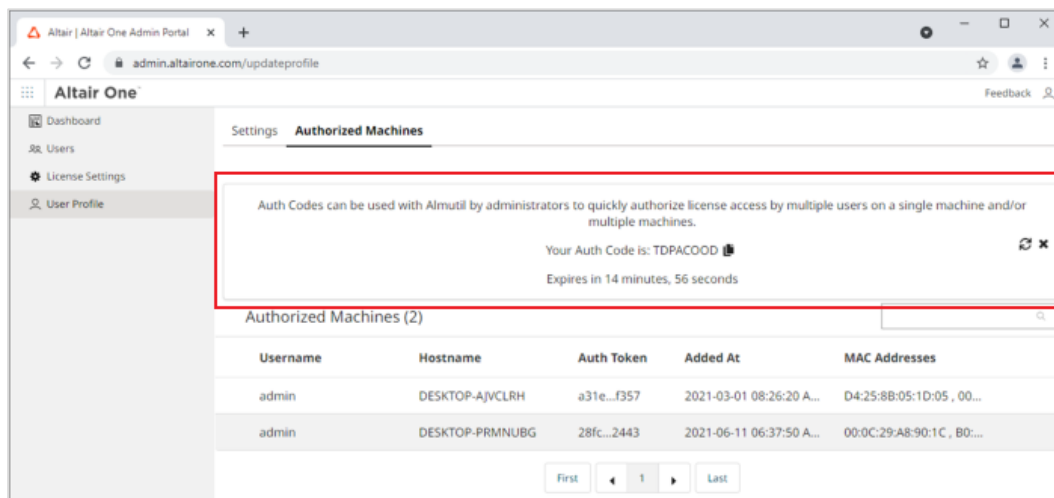 Altair | Altair One Admin Portal
admin.altairone.com/updateprofile
Altair One
Feedback
Dashboard
Users
License Settings
User Profile
Settings Authorized Machines
Auth Codes can be used with Almutil by administrators to quickly authorize license access by multiple users on a single machine and/or
multiple machines.
Your Auth Code is: TDPACOOD
Expires in 14 minutes, 56 seconds
Authorized Machines (2)
Username Hostname Auth Token Added At MAC Addresses
admin DESKTOP-AJVCLRH a31e...f357 2021-03-01 08:26:20 A... D4:25:8B:05:1D:05 , 00...
admin DESKTOP-PRMNUBG 28fc...2443 2021-06-11 06:37:50 A... 00:0C:29:A8:90:1C , B0:...
First 1 Last